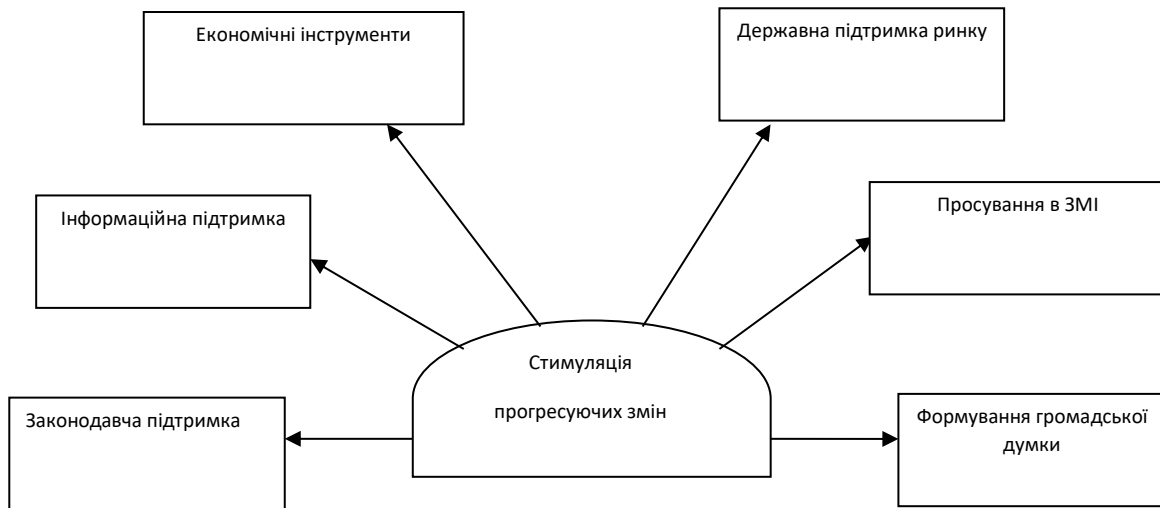 Економічні інструменти
Державна підтримка ринку
Інформаційна підтримка
Просування в ЗМІ
Стимуляція
прогресуючих змін
Законодавча підтримка
Формування громадської
думки